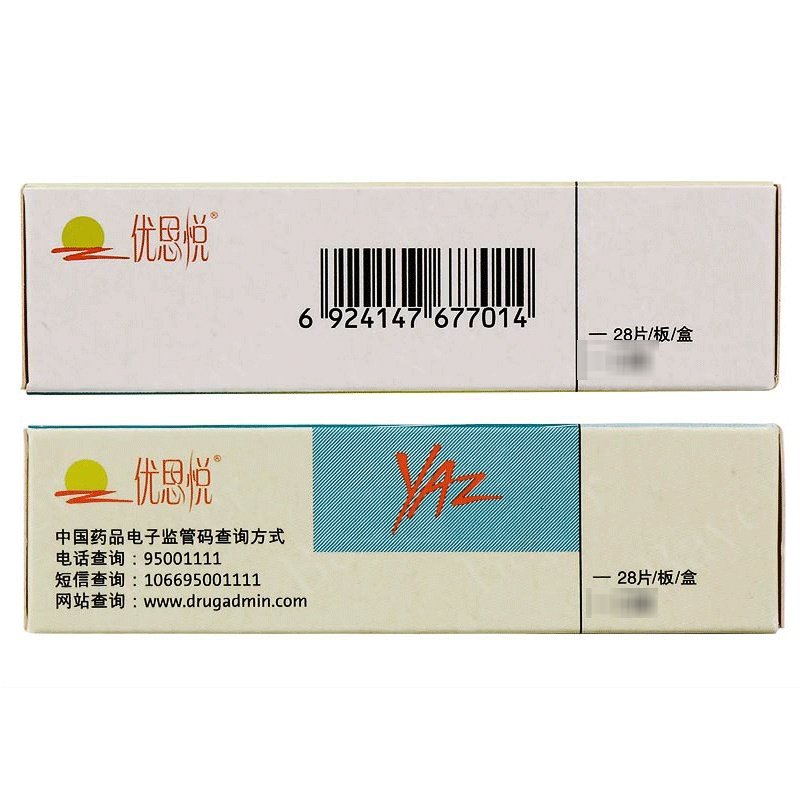 优思悦®
6 924147 677014
— 28片/板/盒
优思悦®
YAZ
中国药品电子监管码查询方式
电话查询：95001111
短信查询：106695001111
网站查询：www.drugadmin.com
— 28片/板/盒